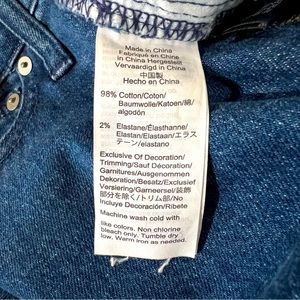 Made in China
Fabriqué en Chine
In China Hergestellt
Vervaardigd in China
中国製
Hecho en China
98% Cotton/Coton/
Baumwolle/Katoen/綿/
algodón
2% Elastane/Élasthanne/
Elastan/Elastaan/エラス
テーン/elastano
Exclusive Of Decoration/
Trimming/Sauf Décoration/
Garnitures/Ausgenommen
Dekoration/Besatz/Exclusief
Versiering/Garneersel/装飾
部分を除く/トリム部/No
Incluye Decoración/Ribete
Machine wash cold with
like colors. Non chlorine
bleach only. Tumble dry
low. Warm iron as needed.